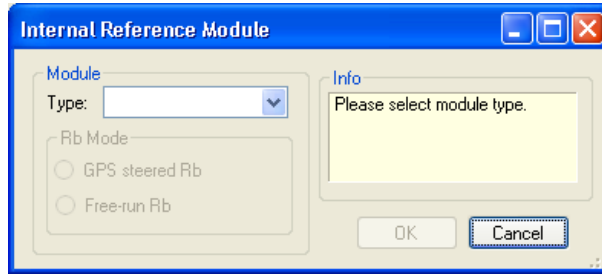 Internal Reference Module
Module
Type:
Rb Mode
GPS steered Rb
Free-run Rb
Info
Please select module type.
OK
Cancel